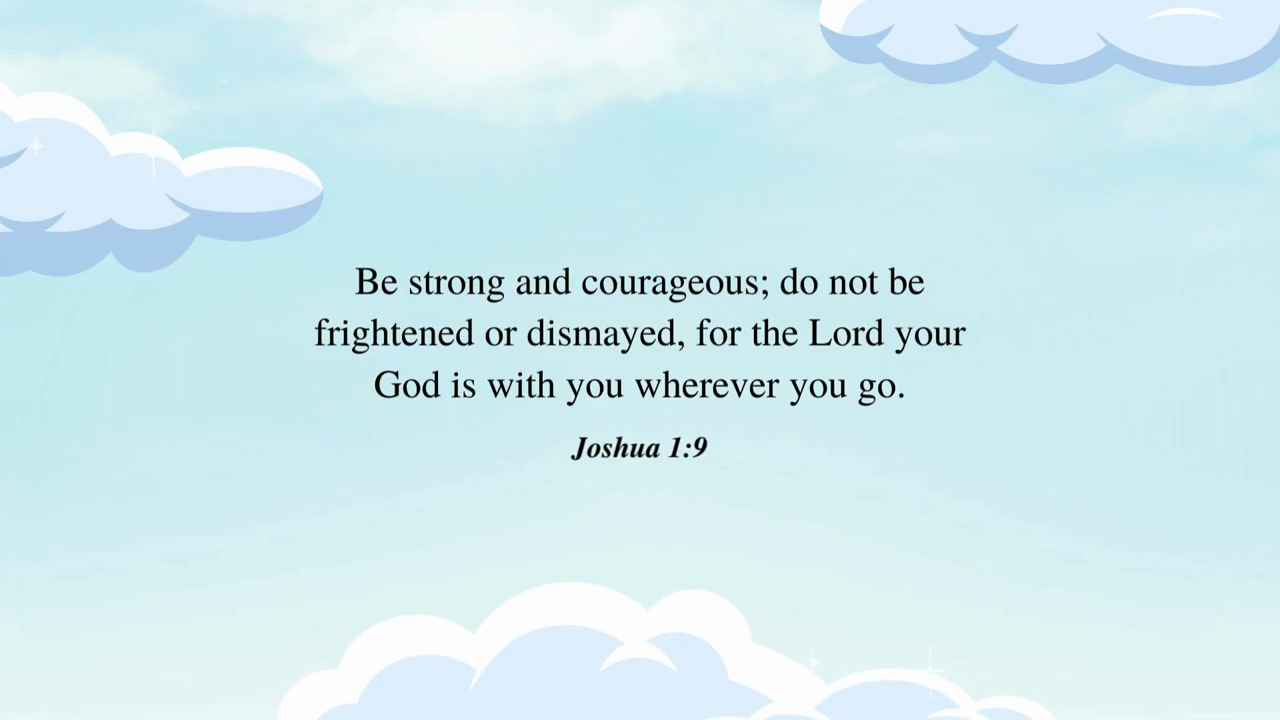 Be strong and courageous; do not be
frightened or dismayed, for the Lord your
God is with you wherever you go.
Joshua 1:9